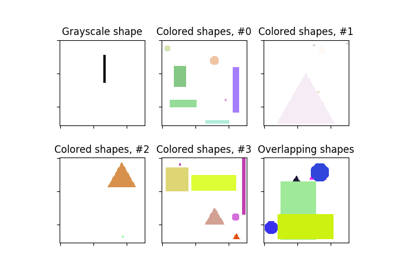 Grayscale shape
Colored shapes, #0
Colored shapes, #1
Colored shapes, #2
Colored shapes, #3
Overlapping shapes